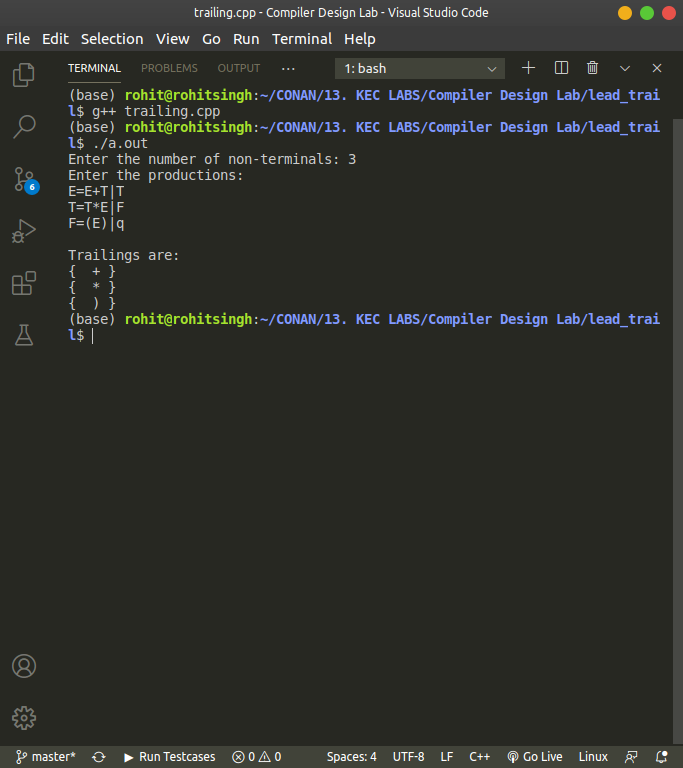 trailing.cpp - Compiler Design Lab - Visual Studio Code
File Edit Selection View Go Run Terminal Help
TERMINAL PROBLEMS OUTPUT ··· 1: bash
(base) rohit@rohitsingh:~/CONAN/13. KEC LABS/Compiler Design Lab/lead_trai
l$ g++ trailing.cpp
(base) rohit@rohitsingh:~/CONAN/13. KEC LABS/Compiler Design Lab/lead_trai
l$ ./a.out
Enter the number of non-terminals: 3
Enter the productions:
E=E+T|T
T=T*E|F
F=(E)|q
Trailings are:
{  + }
{  * }
{  ) }
(base) rohit@rohitsingh:~/CONAN/13. KEC LABS/Compiler Design Lab/lead_trai
l$
6
master* Run Testcases 0 0 Spaces: 4 UTF-8 LF C++ Go Live Linux